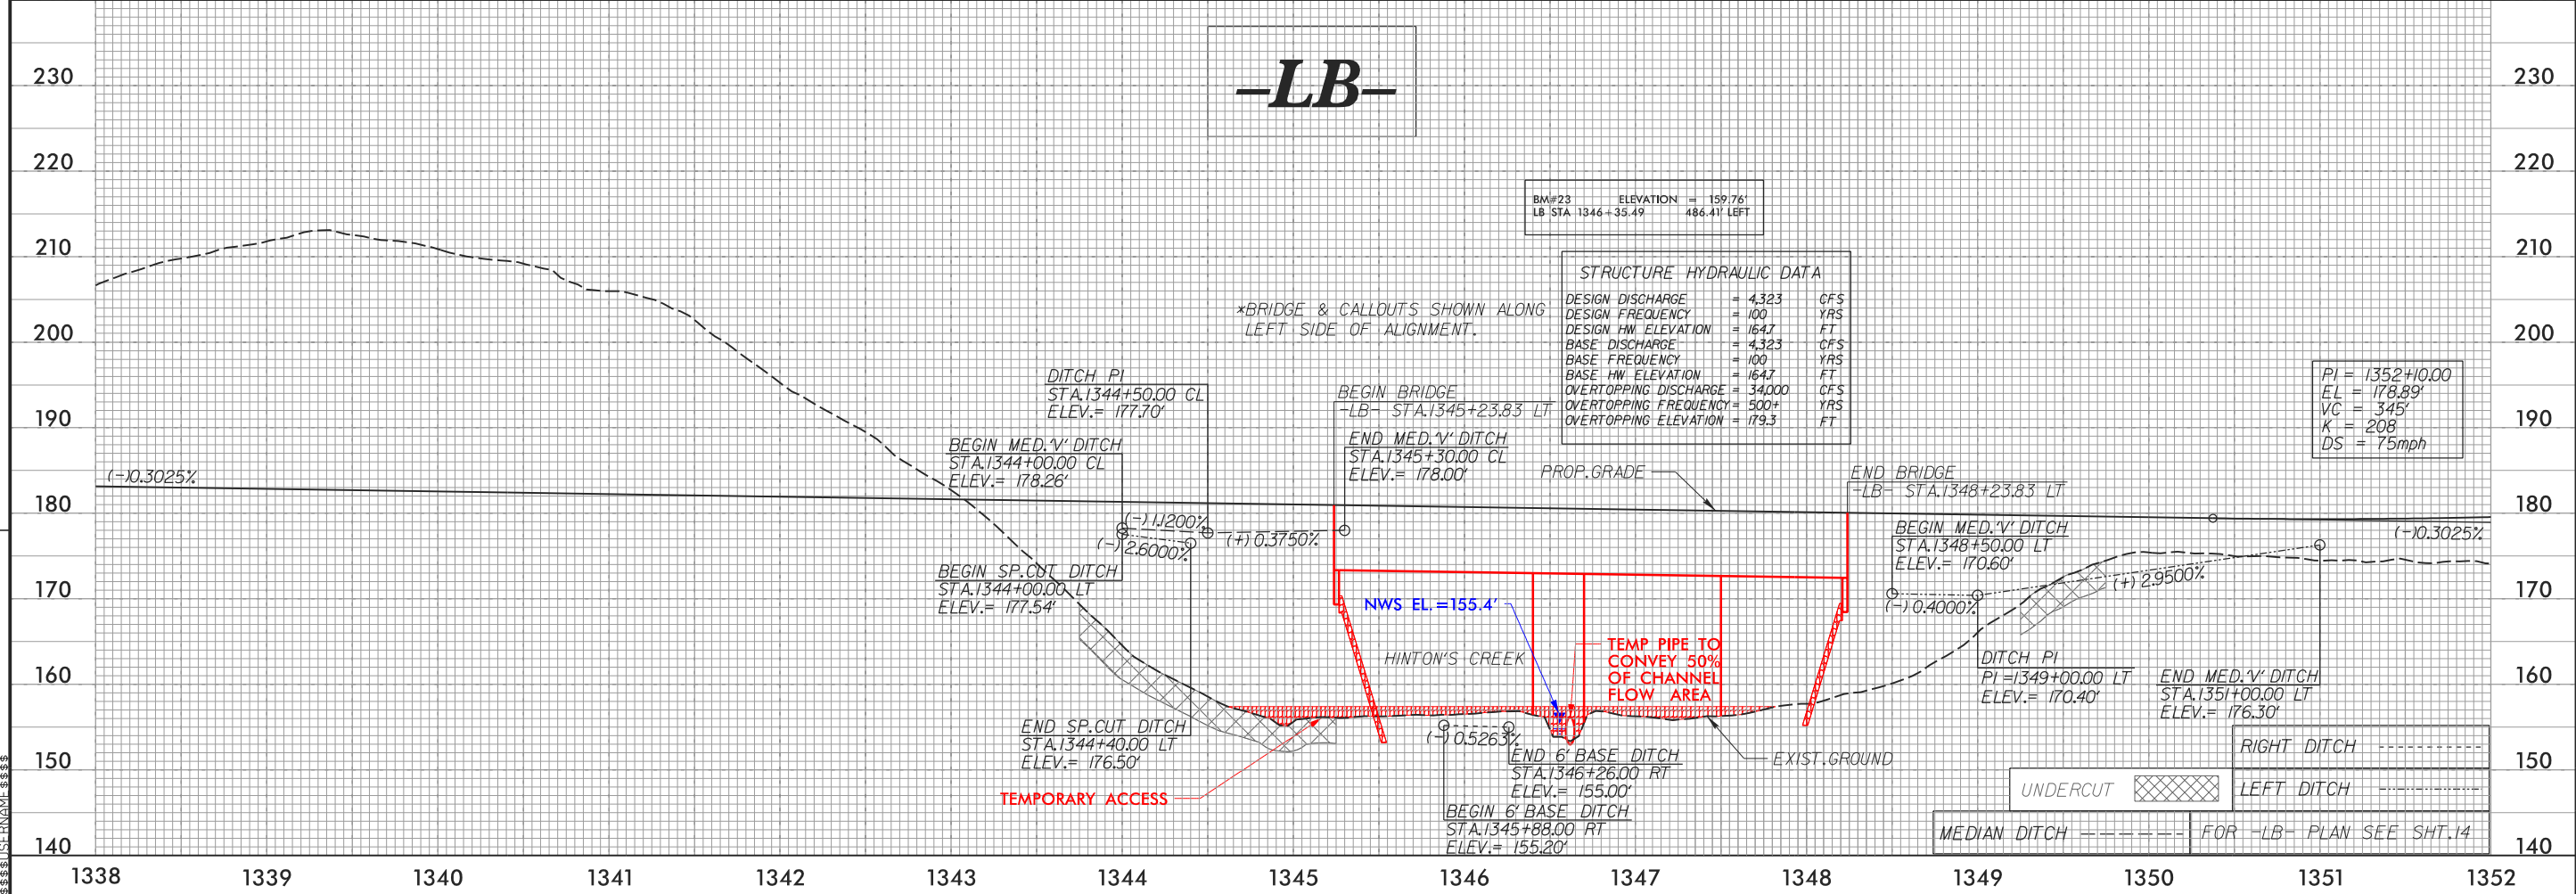 -LB-
230
230
220
220
210
210
200
200
190
190
180
180
170
170
160
160
150
150
140
140
BM#23 ELEVATION = 159.76'
LB STA 1346+35.49 486.41' LEFT
STRUCTURE HYDRAULIC DATA
DESIGN DISCHARGE = 4,323 CFS
DESIGN FREQUENCY = 100 YRS
DESIGN HW ELEVATION = 164.7 FT
BASE DISCHARGE = 4,323 CFS
BASE FREQUENCY = 100 YRS
BASE HW ELEVATION = 164.7 FT
OVERTOPPING DISCHARGE = 34,000 CFS
OVERTOPPING FREQUENCY = 500+ YRS
OVERTOPPING ELEVATION = 179.3 FT
*BRIDGE & CALLOUTS SHOWN ALONG
LEFT SIDE OF ALIGNMENT.
PI = 1352+10.00
EL = 178.89'
VC = 345'
K = 208
DS = 75mph
DITCH PI
STA.1344+50.00 CL
ELEV.= 177.70'
BEGIN BRIDGE
-LB- STA.1345+23.83 LT
BEGIN MED.'V' DITCH
STA.1344+00.00 CL
ELEV.= 178.26'
END MED.'V' DITCH
STA.1345+30.00 CL
ELEV.= 178.00'
PROP.GRADE
END BRIDGE
-LB- STA.1348+23.83 LT
(-)0.3025%
(-)1.1200%
(+)0.3750%
(-)2.6000%
BEGIN MED.'V' DITCH
STA.1348+50.00 LT
ELEV.= 170.60'
(-)0.3025%
BEGIN SP.CUT DITCH
STA.1344+00.00 LT
ELEV.= 177.54'
(-)0.4000%
(+)2.9500%
NWS EL.=155.4'
HINTON'S CREEK
TEMP PIPE TO
CONVEY 50%
OF CHANNEL
FLOW AREA
DITCH PI
PI =1349+00.00 LT
ELEV.= 170.40'
END MED.'V' DITCH
STA.1351+00.00 LT
ELEV.= 176.30'
END SP.CUT DITCH
STA.1344+40.00 LT
ELEV.= 176.50'
(-)0.5263%
END 6' BASE DITCH
STA.1346+26.00 RT
ELEV.= 155.00'
BEGIN 6' BASE DITCH
STA.1345+88.00 RT
ELEV.= 155.20'
EXIST.GROUND
TEMPORARY ACCESS
RIGHT DITCH
UNDERCUT
LEFT DITCH
MEDIAN DITCH
FOR -LB- PLAN SEE SHT.14
$$$$USERNAME$$$$
1338 1339 1340 1341 1342 1343 1344 1345 1346 1347 1348 1349 1350 1351 1352